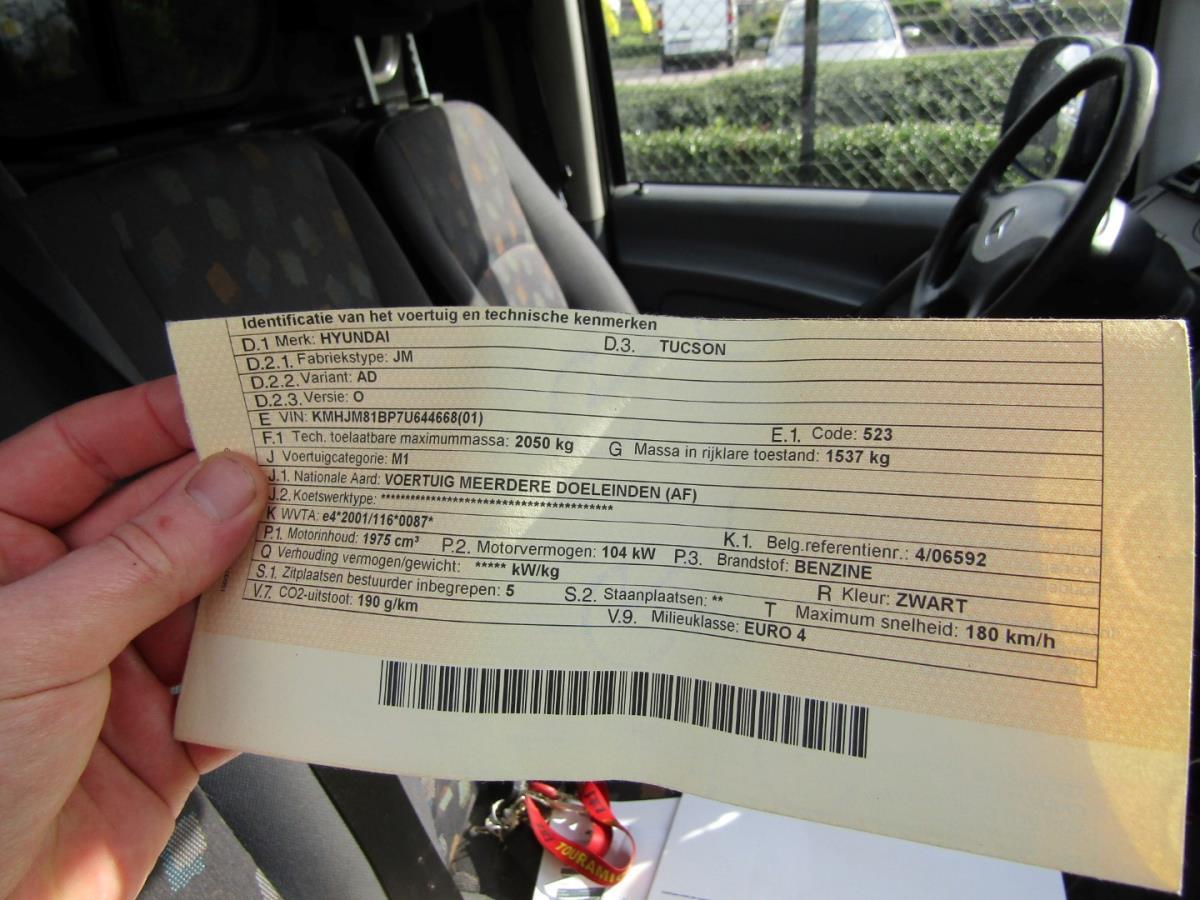 Identificatie van het voertuig en technische kenmerken
D.1 Merk: HYUNDAI D.3. TUCSON
D.2.1. Fabriekstype: JM
D.2.2. Variant: AD
D.2.3. Versie: O
E VIN: KMHJM81BP7U644668(01) E.1. Code: 523
F.1 Tech. toelaatbare maximummassa: 2050 kg G Massa in rijklare toestand: 1537 kg
J Voertuigcategorie: M1
J.1. Nationale Aard: VOERTUIG MEERDERE DOELEINDEN (AF)
J.2. Koetswerktype: ************************************************
K WVTA: e4*2001/116*0087* K.1. Belg.referentienr.: 4/06592
P.1. Motorinhoud: 1975 cm³ P.2. Motorvermogen: 104 kW P.3. Brandstof: BENZINE
Q Verhouding vermogen/gewicht: ***** kW/kg R Kleur: ZWART
S.1. Zitplaatsen bestuurder inbegrepen: 5 S.2. Staanplaatsen: ** T Maximum snelheid: 180 km/h
V.7. CO2-uitstoot: 190 g/km V.9. Milieuklasse: EURO 4